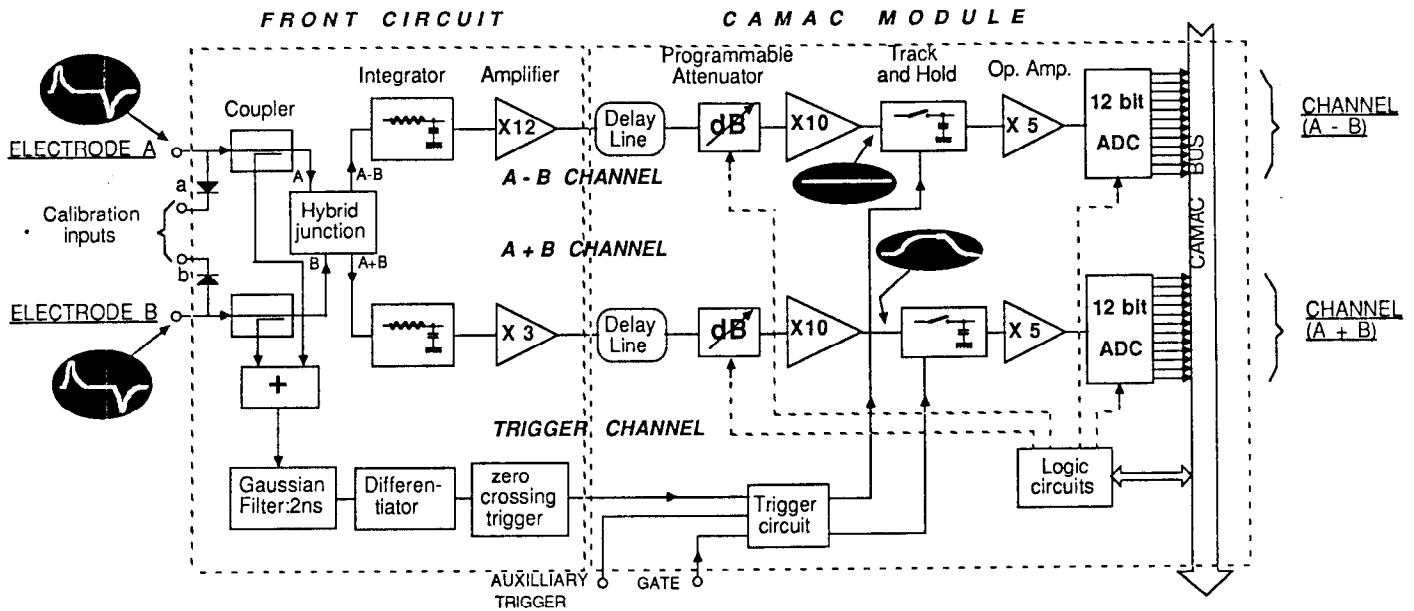 FRONT CIRCUIT
CAMAC MODULE
Programmable
Attenuator
Track
and Hold
Integrator
Amplifier
Op. Amp.
Coupler
12 bit
ADC
CHANNEL
(A - B)
X12
Delay
Line
dB
X10
X 5
ELECTRODE A
A
A-B
a
A - B CHANNEL
BUS
Calibration
inputs
Hybrid
junction
A + B CHANNEL
CAMAC
B
A+B
b
ELECTRODE B
12 bit
ADC
CHANNEL
(A + B)
X 3
Delay
Line
dB
X10
X 5
+
TRIGGER CHANNEL
Gaussian
Filter:2ns
Differen-
tiator
zero
crossing
trigger
Trigger
circuit
Logic
circuits
AUXILLIARY
TRIGGER
GATE